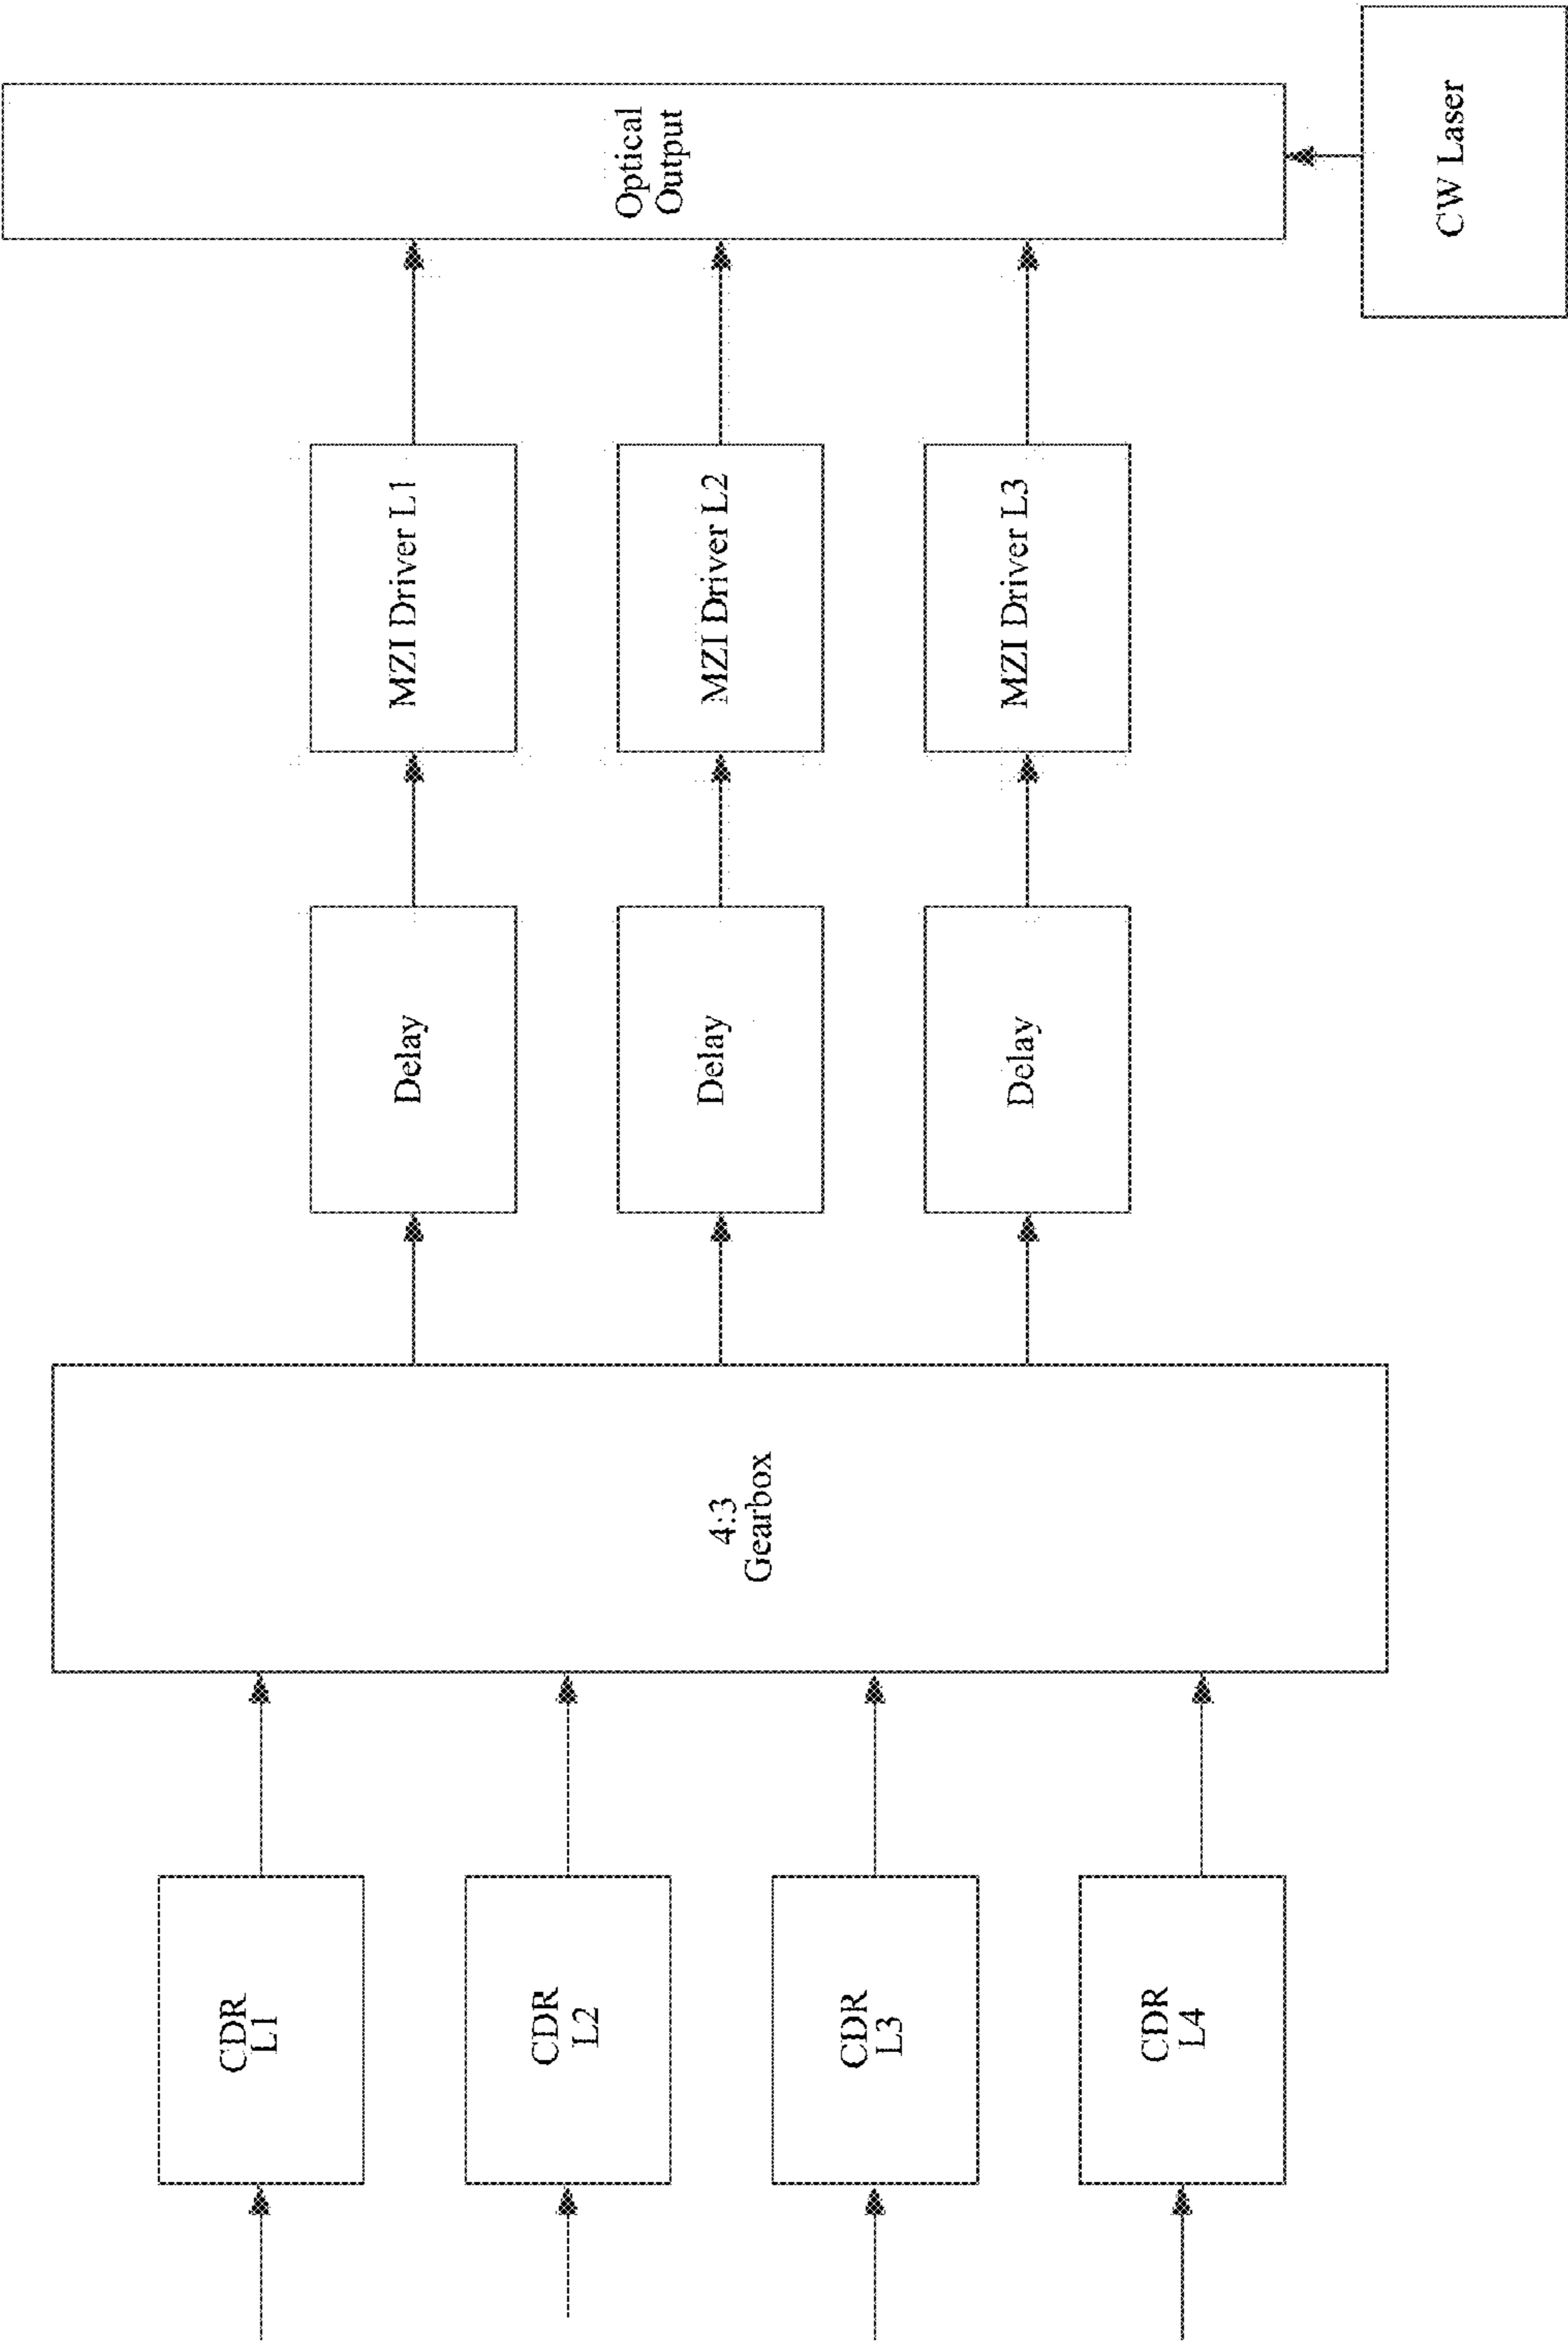 CDR
L1
CDR
L2
CDR
L3
CDR
L4
4:3
Gearbox
Delay
Delay
Delay
MZI Driver L1
MZI Driver L2
MZI Driver L3
Optical
Output
CW Laser